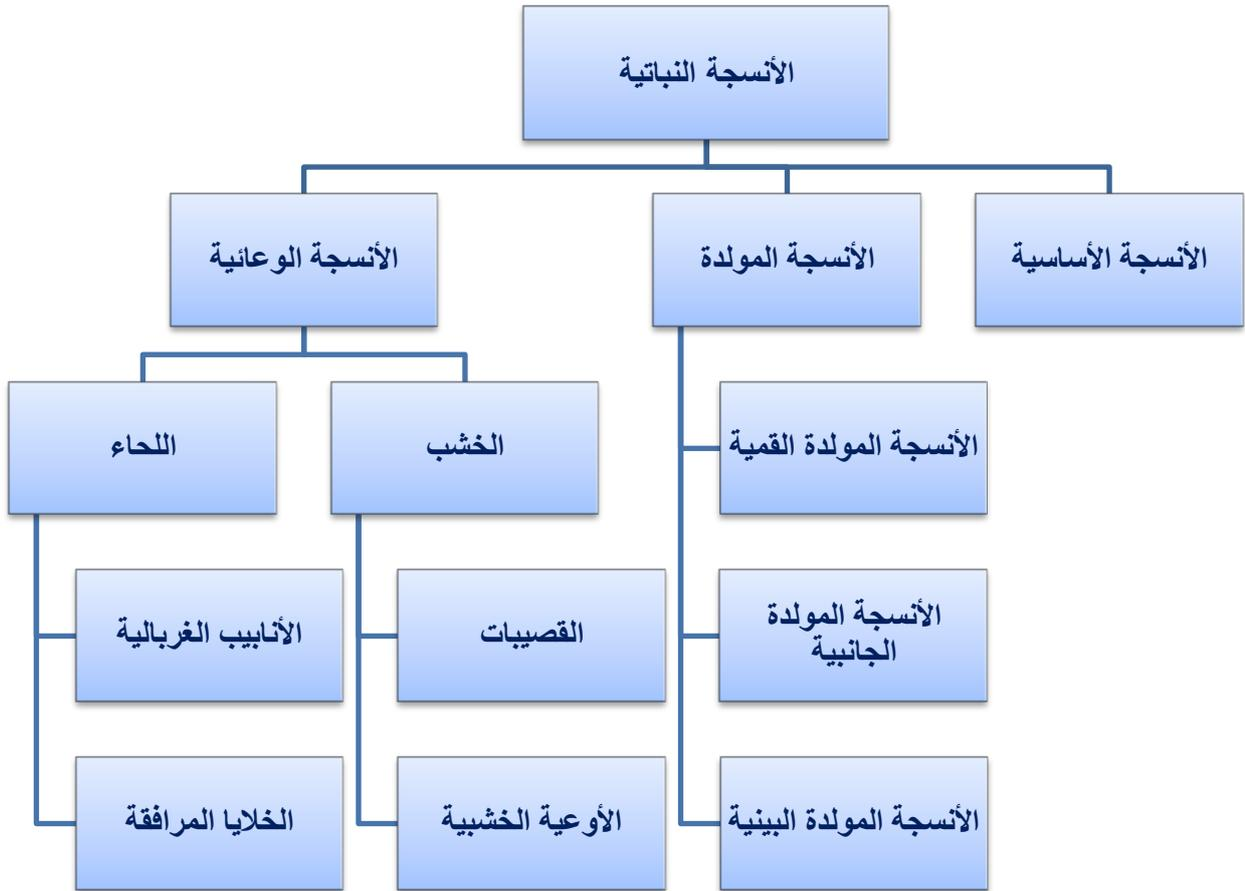 الأنسجة النباتية
الأنسجة الأساسية
الأنسجة المولدة
الأنسجة الوعائية
الأنسجة المولدة القمية
الخشب
اللحاء
الأنسجة المولدة
الجانبية
القصيبات
الأنابيب الغربالية
الأنسجة المولدة البينية
الأوعية الخشبية
الخلايا المرافقة